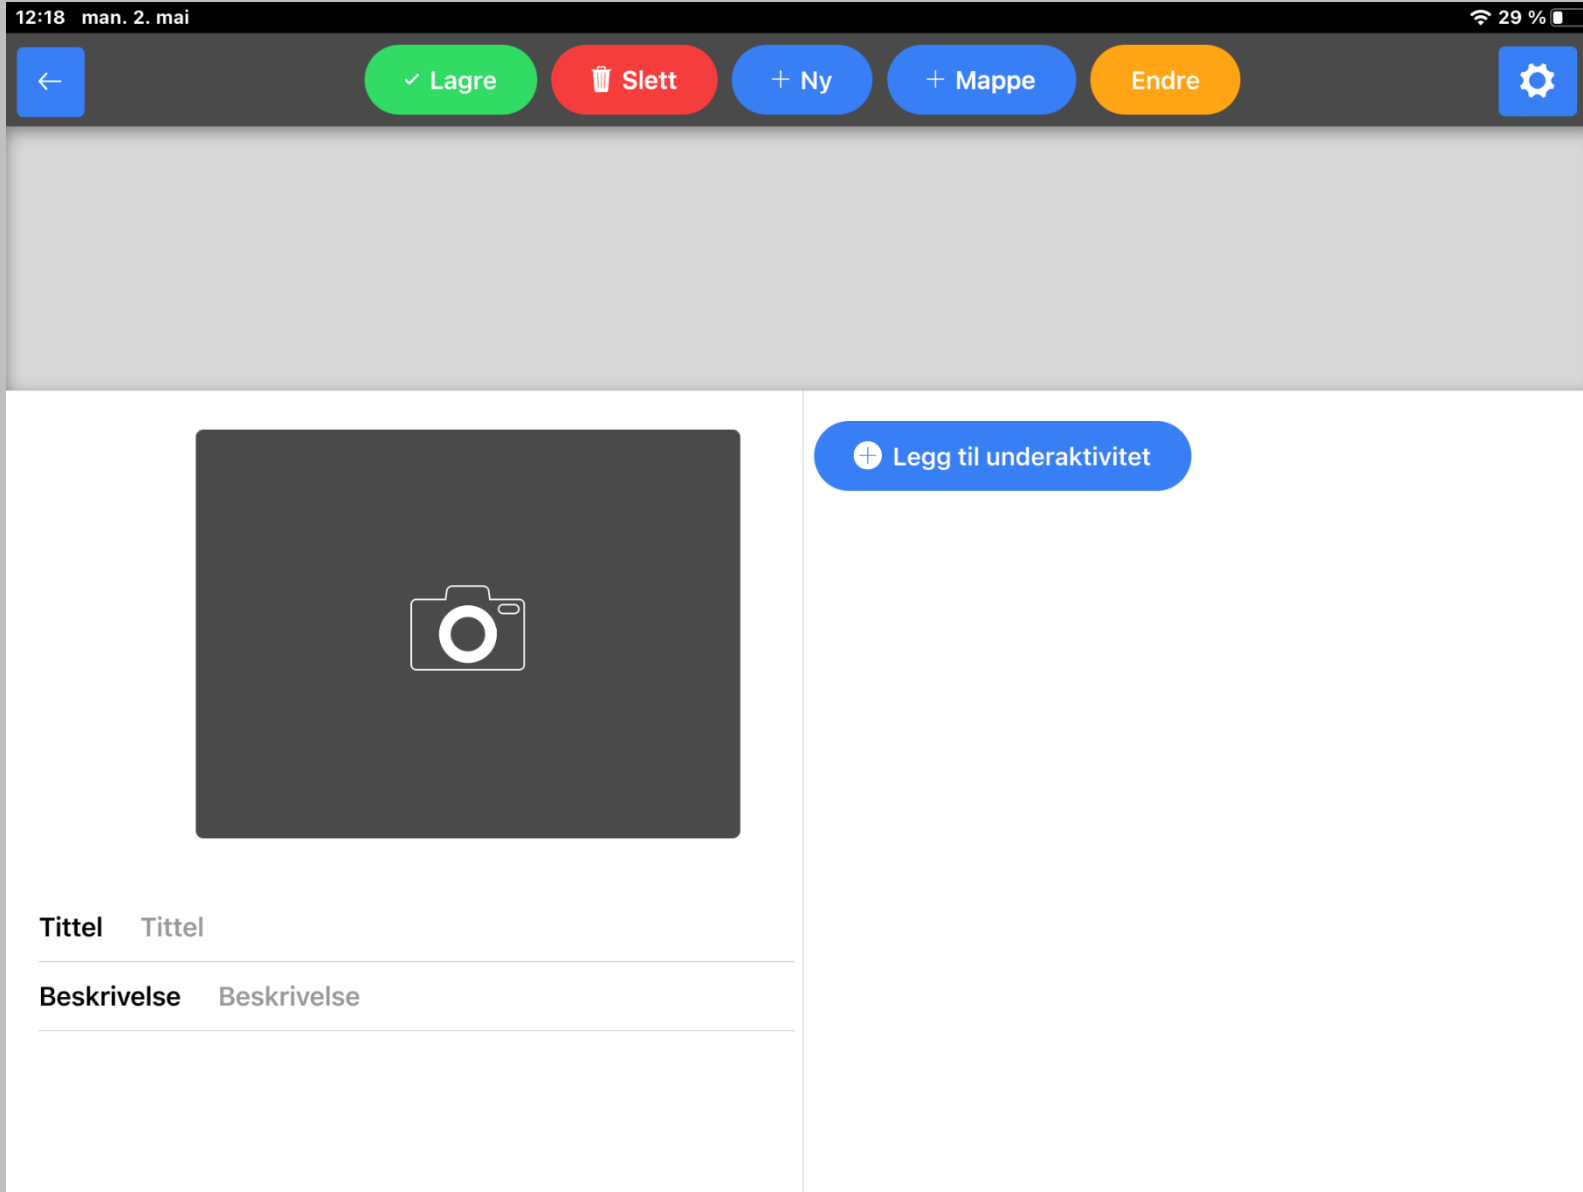 12:18 man. 2. mai 29 %
Lagre Slett + Ny + Mappe Endre
Legg til underaktivitet
Tittel Tittel
Beskrivelse Beskrivelse